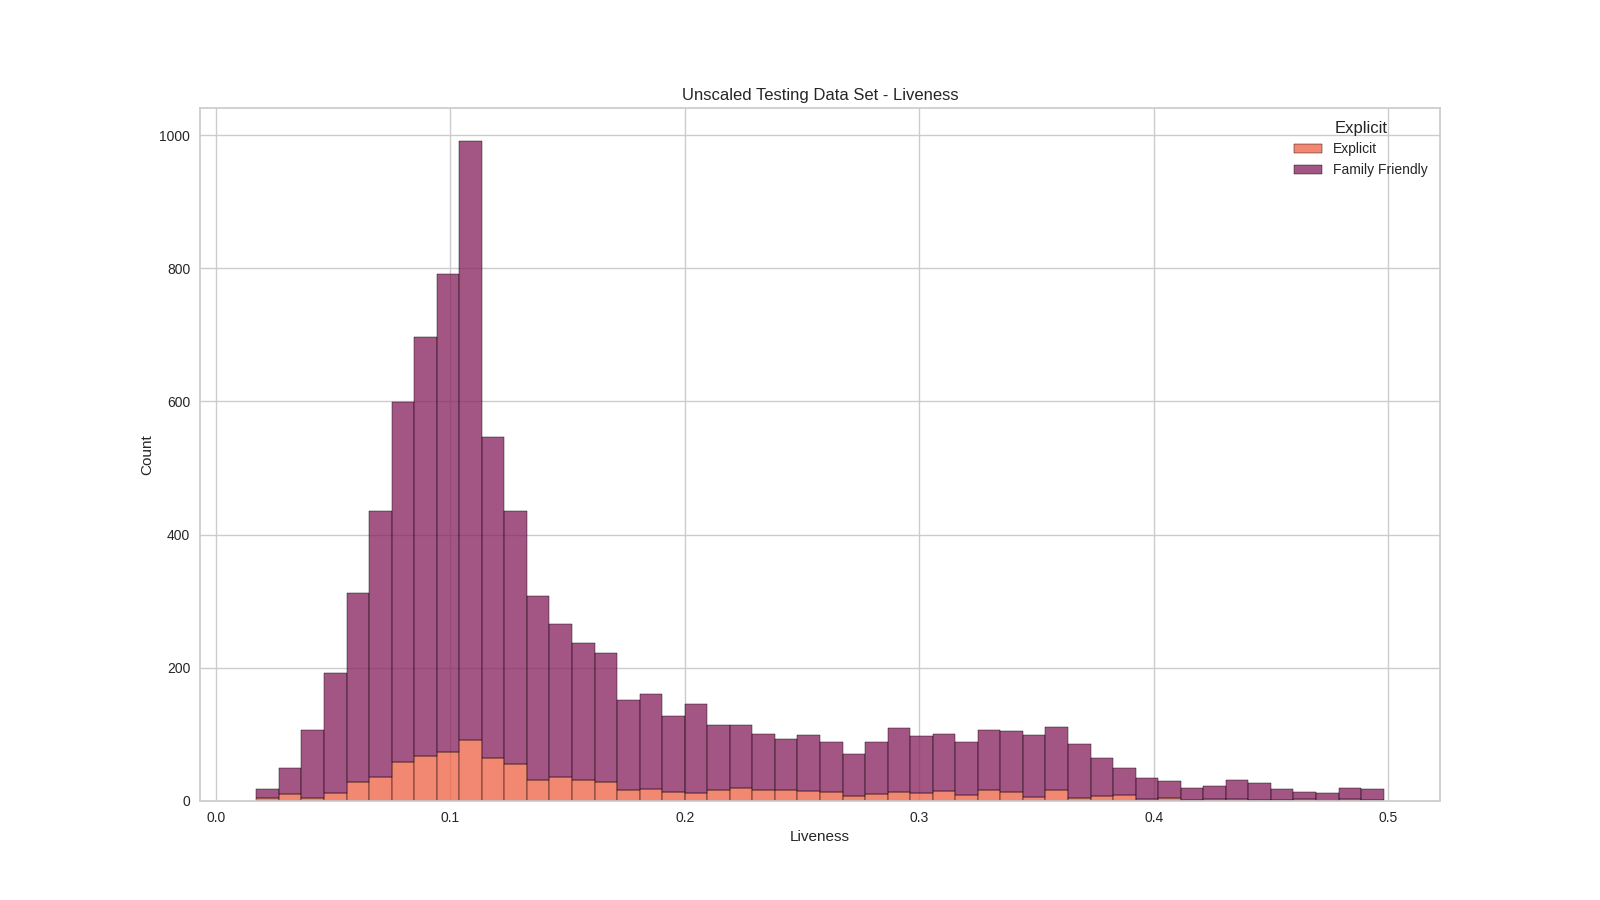 Unscaled Testing Data Set - Liveness
Explicit
Explicit
Family Friendly
1000
800
600
400
200
0
Count
0.0 0.1 0.2 0.3 0.4 0.5
Liveness